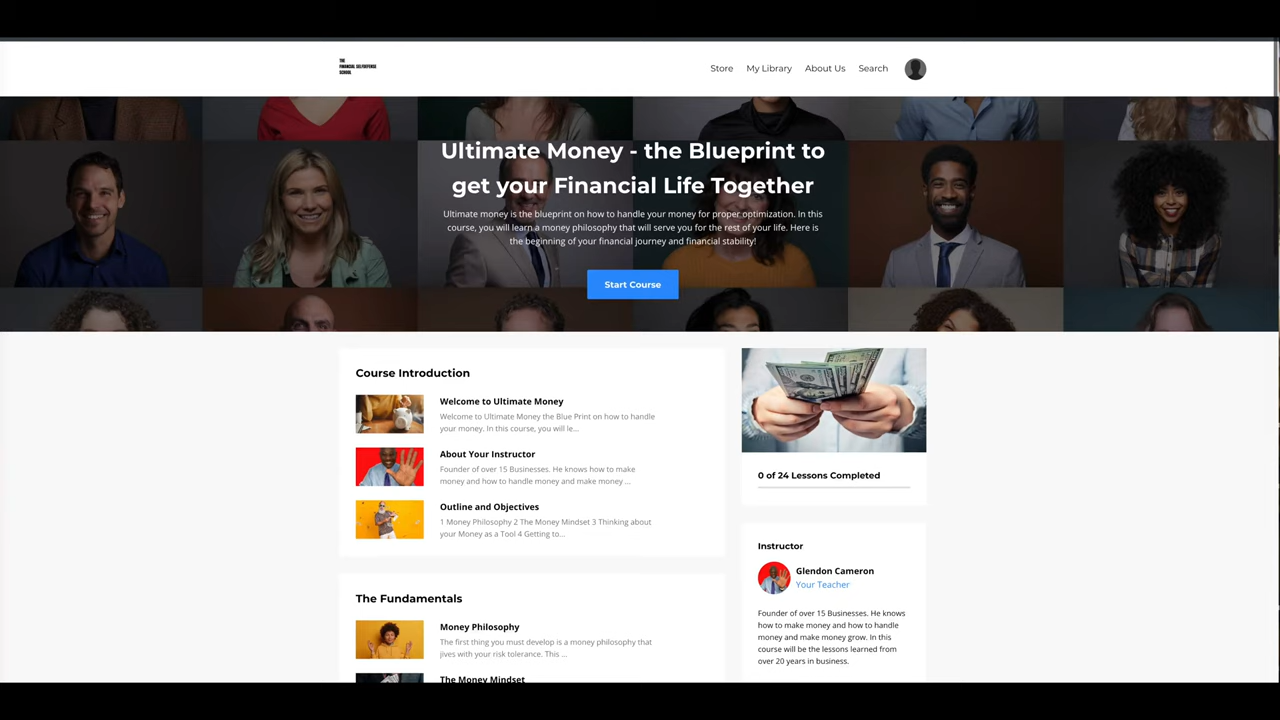 THE
FINANCIAL SELFDEFENSE
SCHOOL
Store
My Library
About Us
Search
Ultimate Money - the Blueprint to
get your Financial Life Together
Ultimate money is the blueprint on how to handle your money for proper optimization. In this
course, you will learn a money philosophy that will serve you for the rest of your life. Here is
the beginning of your financial journey and financial stability!
Start Course
Course Introduction
Welcome to Ultimate Money
Welcome to Ultimate Money the Blue Print on how to handle
your money. In this course, you will le...
About Your Instructor
Founder of over 15 Businesses. He knows how to make
money and how to handle money and make money ...
Outline and Objectives
1 Money Philosophy 2 The Money Mindset 3 Thinking about
your Money as a Tool 4 Getting to...
The Fundamentals
Money Philosophy
The first thing you must develop is a money philosophy that
jives with your risk tolerance. This ...
The Money Mindset
0 of 24 Lessons Completed
Instructor
Glendon Cameron
Your Teacher
Founder of over 15 Businesses. He knows
how to make money and how to handle
money and make money grow. In this
course will be the lessons learned from
over 20 years in business.